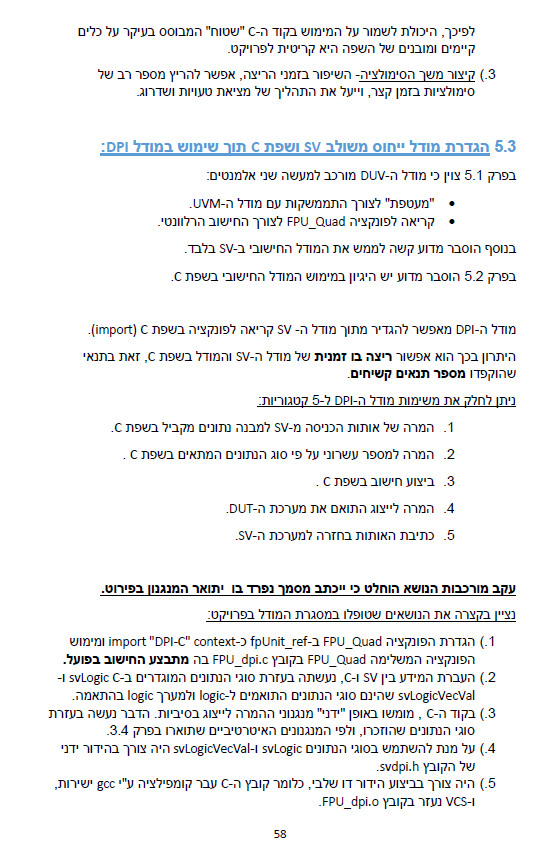 לפיכך, היכולת לשמור על המימוש בקוד ה-C "שטוח" המבוסס בעיקר על כלים
קיימים ומובנים של השפה היא קריטית לפרויקט.
3.) קיצור משך הסימולציה- השיפור בזמני הריצה, אפשר להריץ מספר רב של
סימולציות בזמן קצר, וייעל את התהליך של מציאת טעויות ושדרוג.
5.3 הגדרת מודל ייחוס משולב SV ושפת C תוך שימוש במודל DPI:
בפרק 5.1 צוין כי מודל ה-DUV מורכב למעשה שני אלמנטים:
• "מעטפת" לצורך התממשקות עם מודל ה-UVM.
• קריאה לפונקציה FPU_Quad לצורך החישוב הרלוונטי.
בנוסף הוסבר מדוע קשה לממש את המודל החישובי ב-SV בלבד.
בפרק 5.2 הוסבר מדוע יש היגיון במימוש המודל החישובי בשפת C.
מודל ה-DPI מאפשר להגדיר מתוך מודל ה- SV קריאה לפונקציה בשפת C (import).
היתרון בכך הוא אפשור ריצה בו זמנית של מודל ה-SV והמודל בשפת C, זאת בתנאי
שהוקפדו מספר תנאים קשיחים.
ניתן לחלק את משימות מודל ה-DPI ל-5 קטגוריות:
1. המרה של אותות הכניסה מ-SV למבנה נתונים מקביל בשפת C.
2. המרה למספר עשרוני על פי סוג הנתונים המתאים בשפת C .
3. ביצוע חישוב בשפת C .
4. המרה לייצוג התואם את מערכת ה-DUT.
5. כתיבת האותות בחזרה למערכת ה-SV.
עקב מורכבות הנושא הוחלט כי ייכתב מסמך נפרד בו יתואר המנגנון בפירוט.
נציין בקצרה את הנושאים שטופלו במסגרת המודל בפרויקט:
1.) הגדרת הפונקציה FPU_Quad ב-fpUnit_ref כ-import "DPI-C" context ומימוש
הפונקציה המשלימה FPU_Quad בקובץ FPU_dpi.c בה מתבצע החישוב בפועל.
2.) העברת המידע בין SV ו-C, נעשתה בעזרת סוגי הנתונים המוגדרים ב-svLogic C ו-
svLogicVecVal שהינם סוגי הנתונים התואמים ל-logic ולמערך logic בהתאמה.
3.) בקוד ה-C , מומשו באופן "ידני" מנגנוני ההמרה לייצוג בסיביות. הדבר נעשה בעזרת
סוגי הנתונים שהוזכרו, ולפי המנגנונים האיטרטיביים שתוארו בפרק 3.4.
4.) על מנת להשתמש בסוגי הנתונים svLogic ו-svLogicVecVal היה צורך בהידור ידני
של הקובץ svdpi.h.
5.) היה צורך בביצוע הידור דו שלבי, כלומר קובץ ה-C עבר קומפילציה ע"י gcc ישירות,
ו-VCS נעזר בקובץ FPU_dpi.o.
58